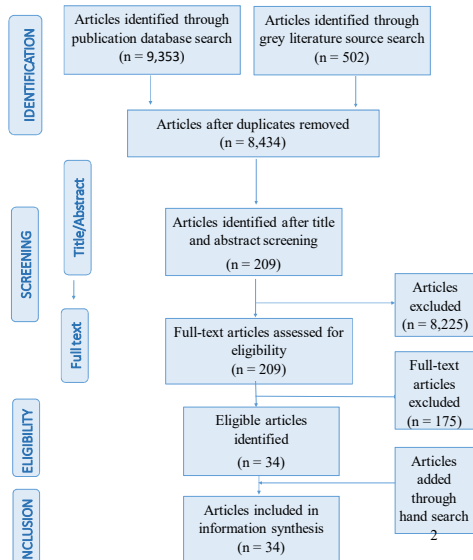 Articles identified through
publication database search
(n = 9,353)
Articles identified through
grey literature source search
(n = 502)
IDENTIFICATION
Articles after duplicates removed
(n = 8,434)
SCREENING
Title/Abstract
Articles identified after title
and abstract screening
(n = 209)
Articles
excluded
(n = 8,225)
Full text
Full-text articles assessed for
eligibility
(n = 209)
Full-text
articles
excluded
(n = 175)
ELIGIBILITY
Eligible articles
identified
(n = 34)
Articles
added
through
hand search
2
NCLUSION
Articles included in
information synthesis
(n = 34)